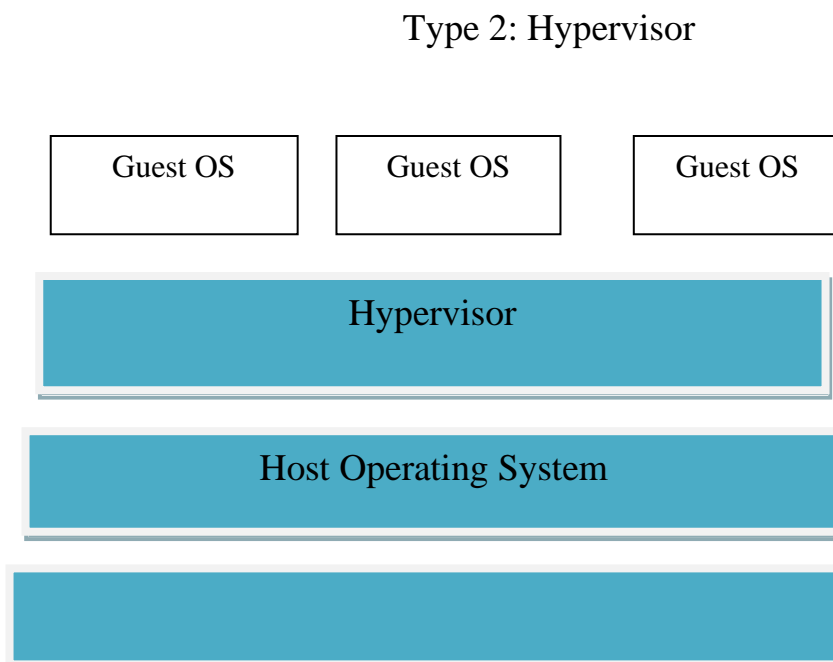 Type 2: Hypervisor
Guest OS Guest OS Guest OS
Hypervisor
Host Operating System